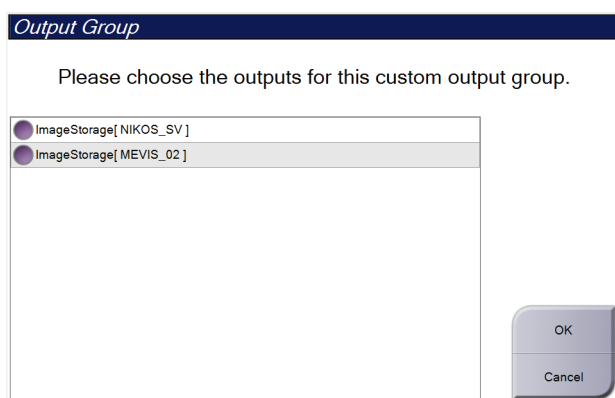 Output Group
Please choose the outputs for this custom output group.
ImageStorage[ NIKOS_SV ]
ImageStorage[ MEVIS_02 ]
OK
Cancel